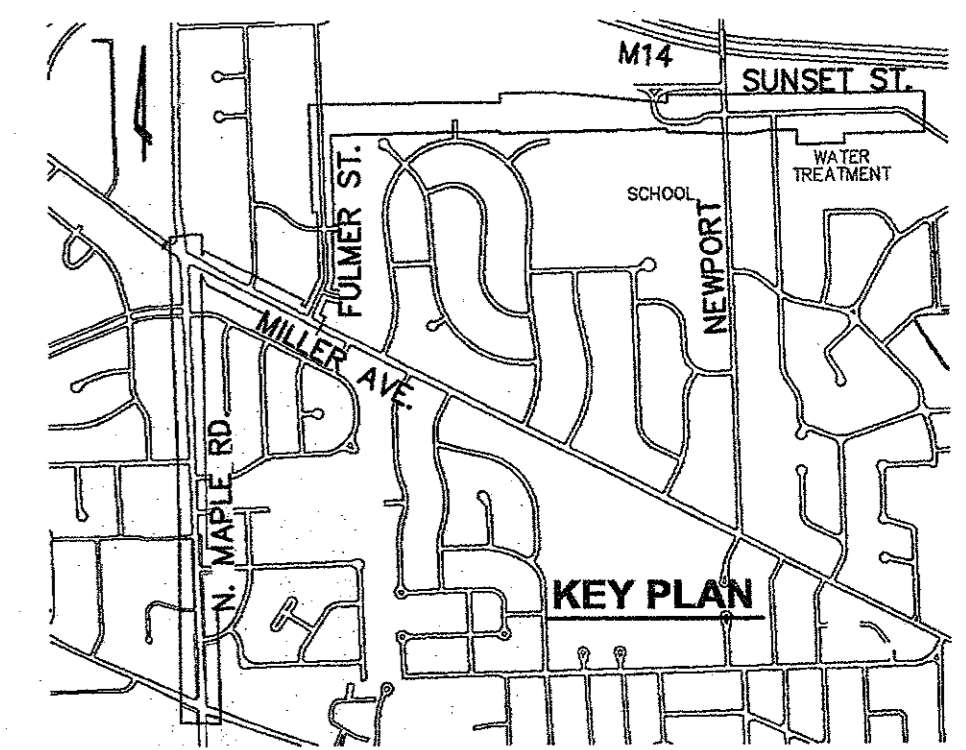 M14
SUNSET ST.
WATER
TREATMENT
SCHOOL
FULMER ST.
NEWPORT
MILLER AVE.
N. MAPLE RD.
KEY PLAN